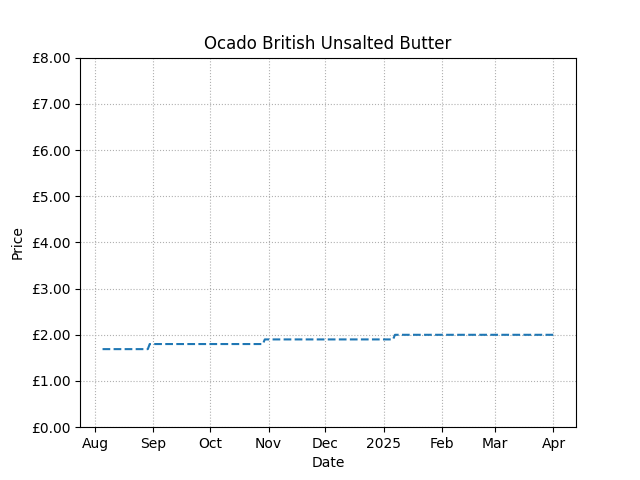 Ocado British Unsalted Butter
£8.00
£7.00
£6.00
£5.00
£4.00
£3.00
£2.00
£1.00
£0.00
Price
Aug Sep Oct Nov Dec 2025 Feb Mar Apr
Date